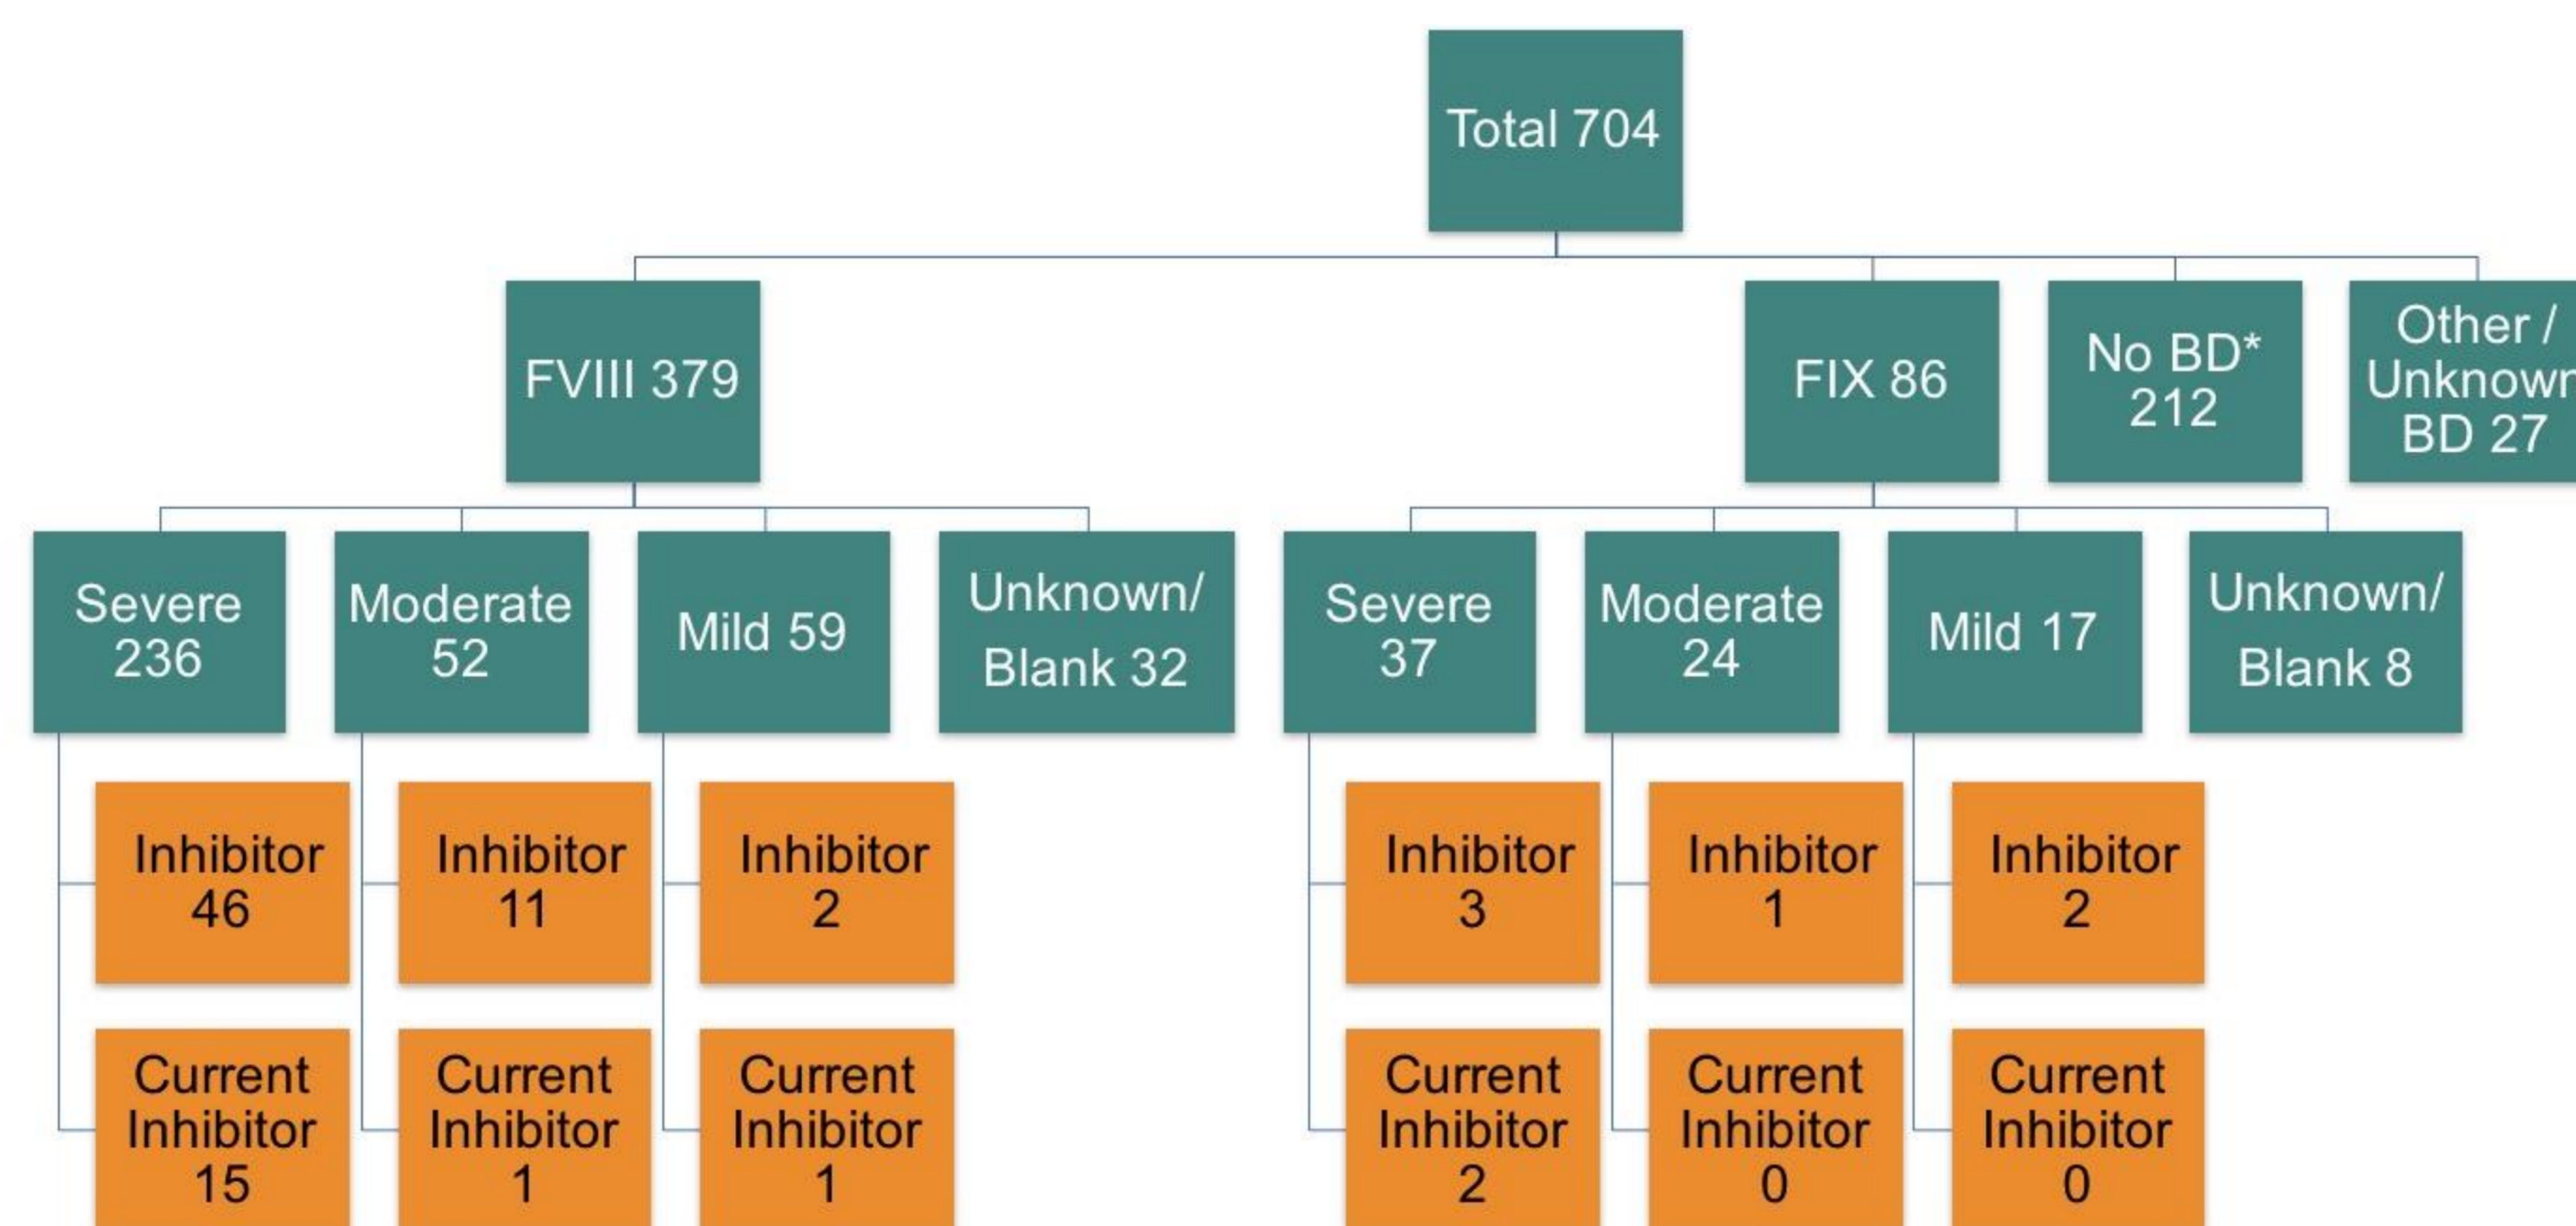 Total 704
FVIII 379
FIX 86
No BD*
212
Other /
Unknown
BD 27
Severe
236
Moderate
52
Mild 59
Unknown/
Blank 32
Severe
37
Moderate
24
Mild 17
Unknown/
Blank 8
Inhibitor
46
Inhibitor
11
Inhibitor
2
Inhibitor
3
Inhibitor
1
Inhibitor
2
Current
Inhibitor
15
Current
Inhibitor
1
Current
Inhibitor
1
Current
Inhibitor
2
Current
Inhibitor
0
Current
Inhibitor
0